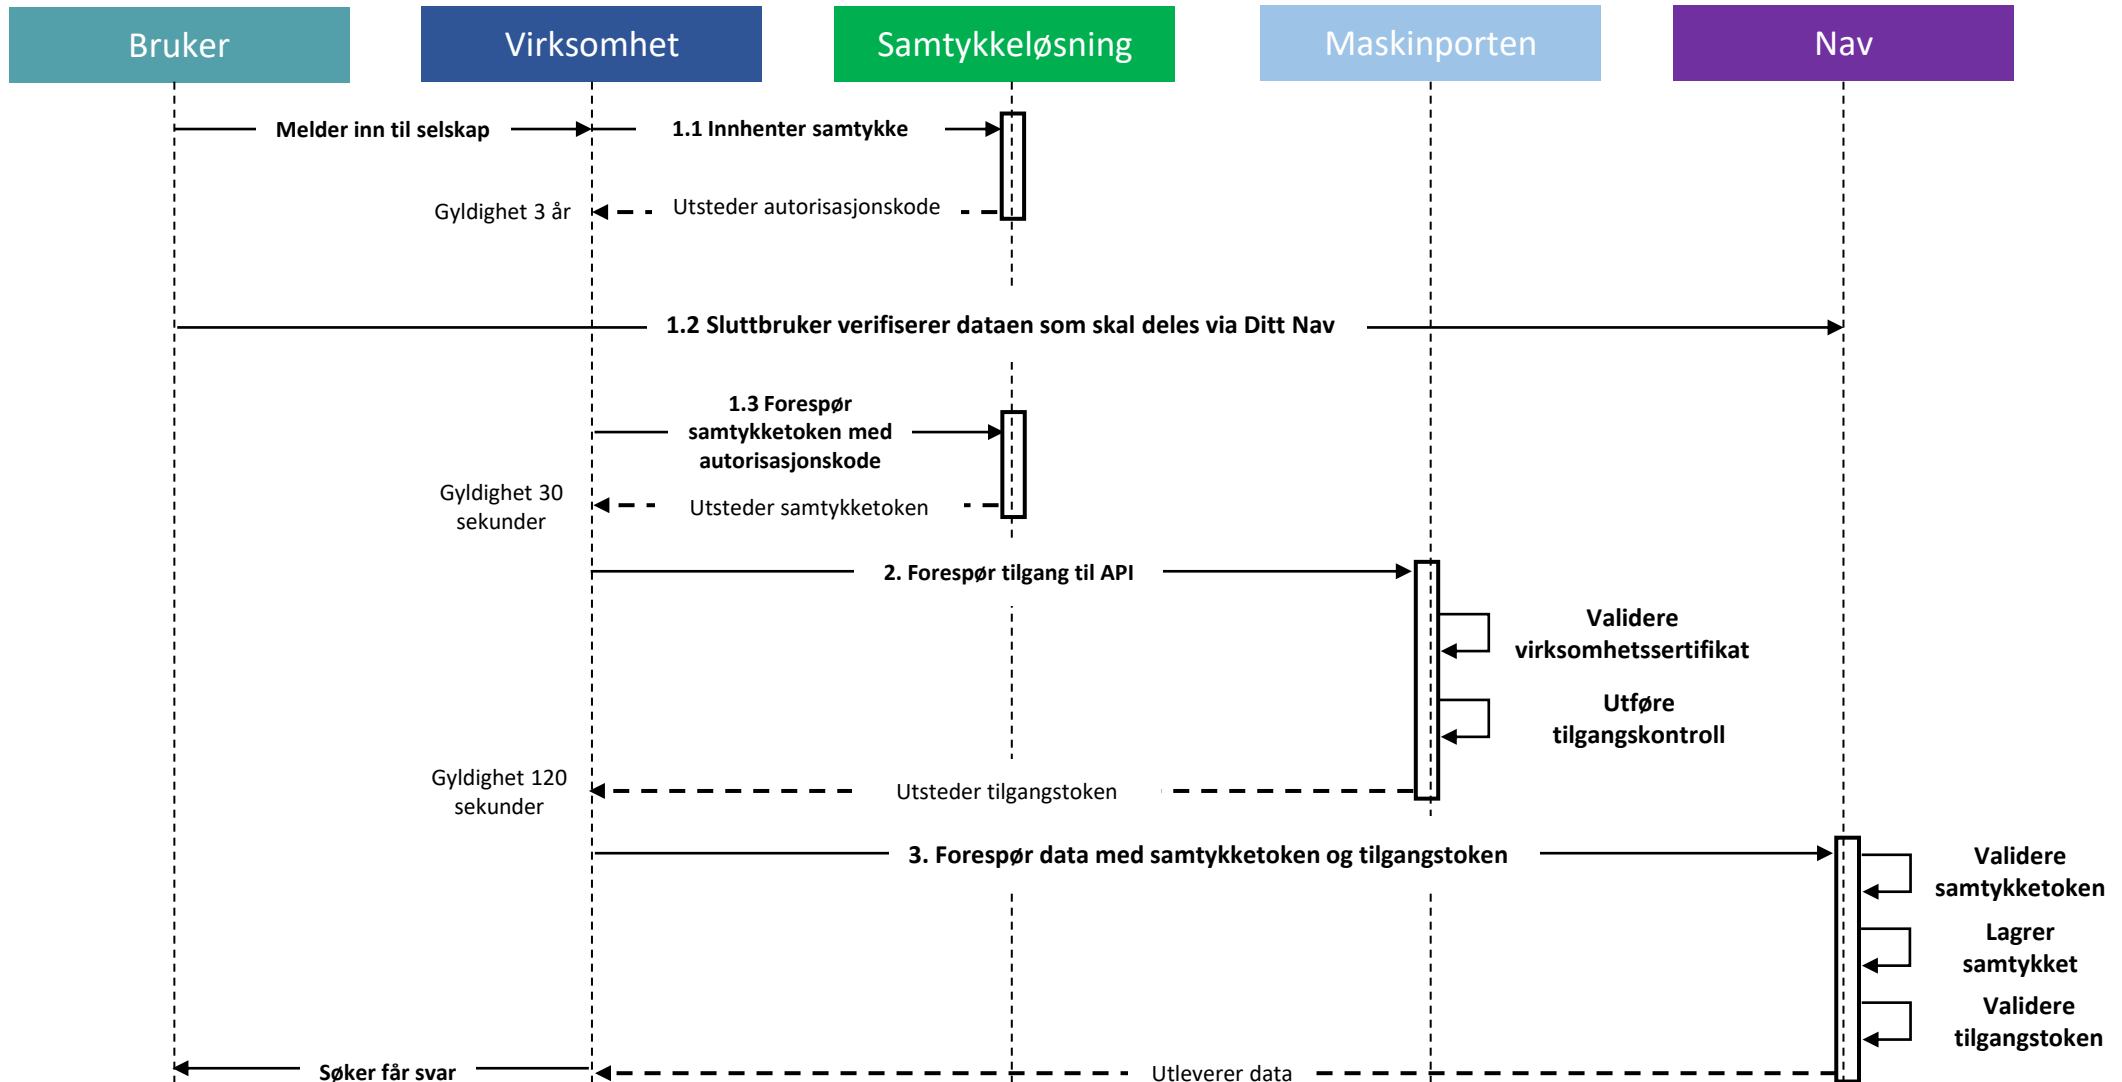 Bruker
Virksomhet
Samtykkeløsning
Maskinporten
Nav
Melder inn til selskap
1.1 Innhenter samtykke
Gyldighet 3 år
Utsteder autorisasjonskode
1.2 Sluttbruker verifiserer dataen som skal deles via Ditt Nav
1.3 Forespør
samtykketoken med
autorisasjonskode
Gyldighet 30
sekunder
Utsteder samtykketoken
2. Forespør tilgang til API
Validere
virksomhetssertifikat
Utføre
tilgangskontroll
Gyldighet 120
sekunder
Utsteder tilgangstoken
3. Forespør data med samtykketoken og tilgangstoken
Validere
samtykketoken
Lagrer
samtykket
Validere
tilgangstoken
Søker får svar
Utleverer data